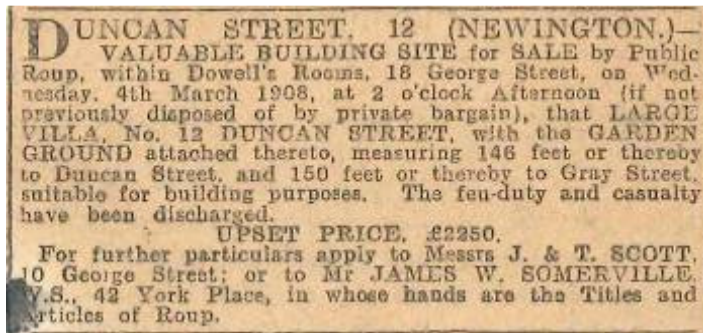 DUNCAN STREET, 12 (NEWINGTON.)—
VALUABLE BUILDING SITE for SALE by Public
Roup, within Dowell's Rooms, 18 George Street, on Wed-
nesday, 4th March 1908, at 2 o'clock Afternoon (if not
previously disposed of by private bargain), that LARGE
VILLA, No. 12 DUNCAN STREET, with the GARDEN
GROUND attached thereto, measuring 146 feet or thereby
to Duncan Street, and 150 feet or thereby to Gray Street,
suitable for building purposes. The feu-duty and casualty
have been discharged.
UPSET PRICE, £2250.
For further particulars apply to Messrs J. & T. SCOTT,
10 George Street; or to Mr JAMES W. SOMERVILLE,
W.S., 42 York Place, in whose hands are the Titles and
Articles of Roup.